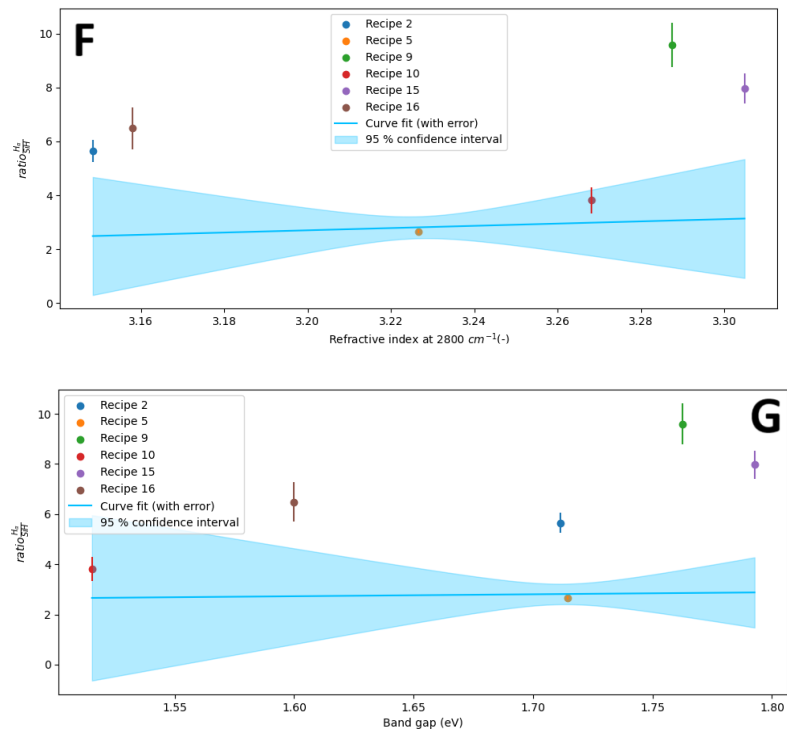 F
10
8
6
4
2
0
ratio H_α/SiH
Recipe 2
Recipe 5
Recipe 9
Recipe 10
Recipe 15
Recipe 16
Curve fit (with error)
95 % confidence interval
3.16 3.18 3.20 3.22 3.24 3.26 3.28 3.30
Refractive index at 2800 cm⁻¹(-)
G
10
8
6
4
2
0
Recipe 2
Recipe 5
Recipe 9
Recipe 10
Recipe 15
Recipe 16
Curve fit (with error)
95 % confidence interval
1.55 1.60 1.65 1.70 1.75 1.80
Band gap (eV)